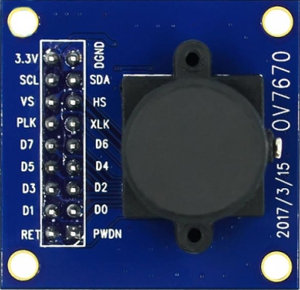 3.3V DGND
SCL SDA
VS HS
PLK XLK
D7 D6
D5 D4
D3 D2
D1 D0
RET PWDN
2017/3/15 OV7670